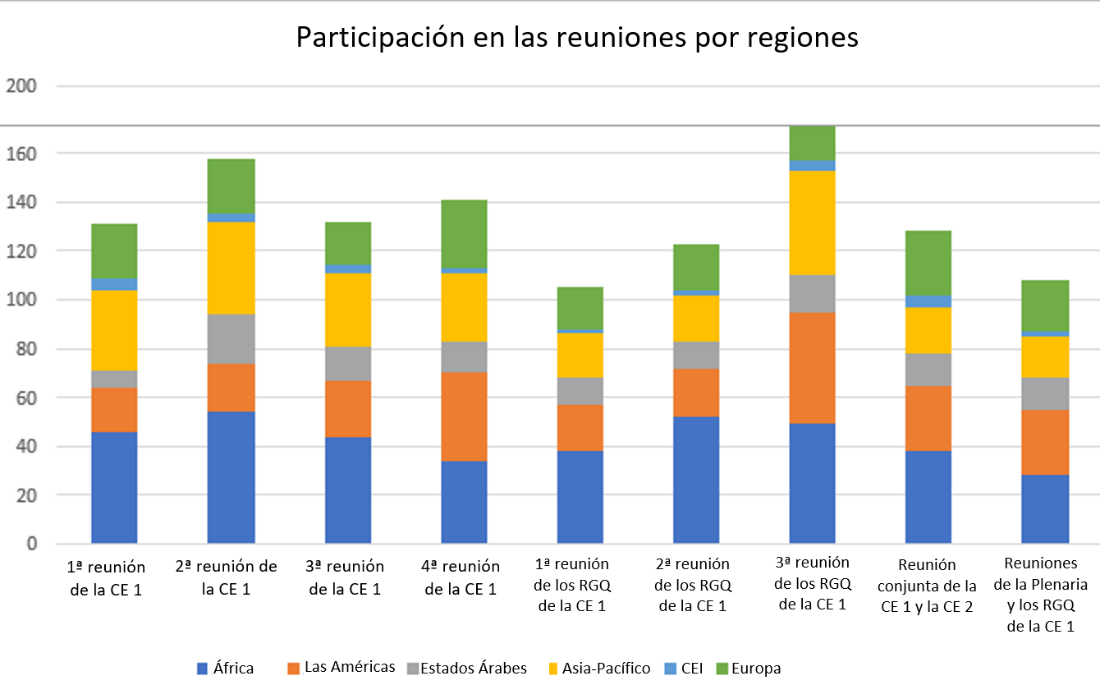 Participación en las reuniones por regiones
200
160
140
120
100
80
60
40
20
0
1ª reunión
de la CE 1
2ª reunión de
la CE 1
3ª reunión
de la CE 1
4ª reunión
de la CE 1
1ª reunión
de los RGQ
de la CE 1
2ª reunión
de los RGQ
de la CE 1
3ª reunión
de los RGQ
de la CE 1
Reunión
conjunta de la
CE 1 y la CE 2
Reuniones
de la Plenaria
y los RGQ
de la CE 1
África Las Américas Estados Árabes Asia-Pacífico CEI Europa